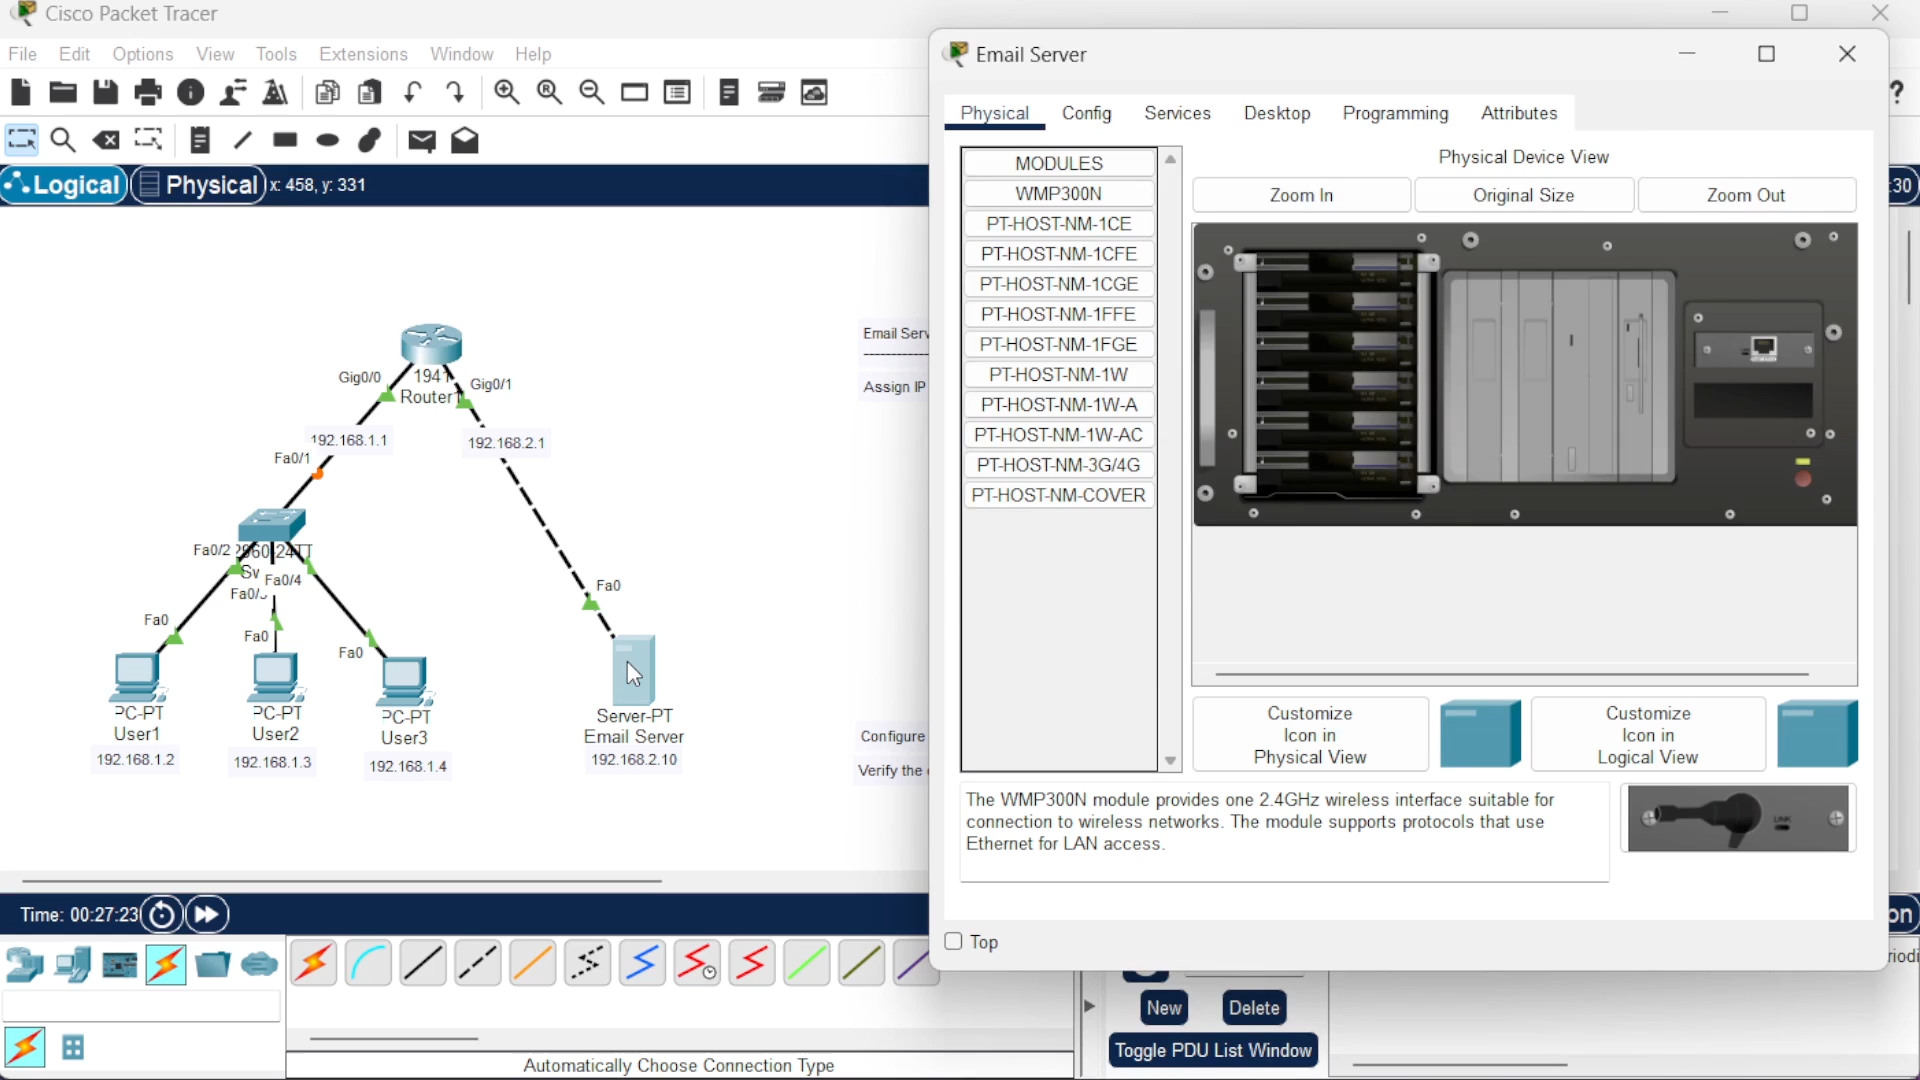 Cisco Packet Tracer
File Edit Options View Tools Extensions Window Help
Logical Physical x: 458, y: 331
:30
1941
Router1
Gig0/0
Gig0/1
192.168.1.1
192.168.2.1
Fa0/1
Fa0/2
2960-24TT
Fa0/4
Fa0
Fa0
Fa0
Fa0
PC-PT
User1
192.168.1.2
PC-PT
User2
192.168.1.3
PC-PT
User3
192.168.1.4
Server-PT
Email Server
192.168.2.10
Email Serv
Assign IP
Configure
Verify the
Time: 00:27:23
Automatically Choose Connection Type
New Delete
Toggle PDU List Window
on
riodi
Email Server
Physical Config Services Desktop Programming Attributes
MODULES
WMP300N
PT-HOST-NM-1CE
PT-HOST-NM-1CFE
PT-HOST-NM-1CGE
PT-HOST-NM-1FFE
PT-HOST-NM-1FGE
PT-HOST-NM-1W
PT-HOST-NM-1W-A
PT-HOST-NM-1W-AC
PT-HOST-NM-3G/4G
PT-HOST-NM-COVER
Physical Device View
Zoom In Original Size Zoom Out
Customize
Icon in
Physical View
Customize
Icon in
Logical View
The WMP300N module provides one 2.4GHz wireless interface suitable for
connection to wireless networks. The module supports protocols that use
Ethernet for LAN access.
LINK
Top